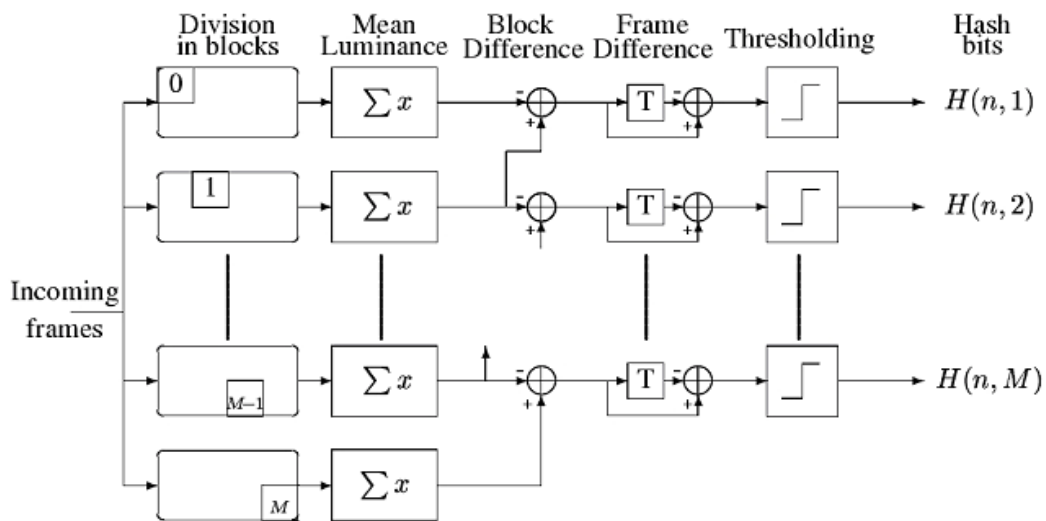 Division in blocks
Mean Luminance
Block Difference
Frame Difference
Thresholding
Hash bits
0
∑ x
-
+
T
-
+
H(n, 1)
1
∑ x
-
+
T
-
+
H(n, 2)
Incoming frames
M−1
∑ x
-
+
T
-
+
H(n, M)
M
∑ x